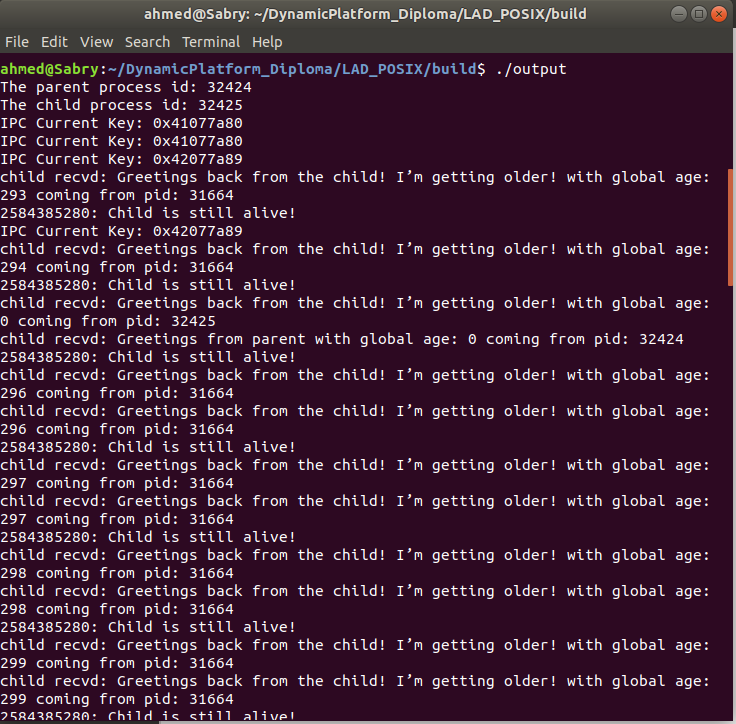 ahmed@Sabry: ~/DynamicPlatform_Diploma/LAD_POSIX/build
File Edit View Search Terminal Help
ahmed@Sabry:~/DynamicPlatform_Diploma/LAD_POSIX/build$ ./output
The parent process id: 32424
The child process id: 32425
IPC Current Key: 0x41077a80
IPC Current Key: 0x41077a80
IPC Current Key: 0x42077a89
child recvd: Greetings back from the child! I’m getting older! with global age:
293 coming from pid: 31664
2584385280: Child is still alive!
IPC Current Key: 0x42077a89
child recvd: Greetings back from the child! I’m getting older! with global age:
294 coming from pid: 31664
2584385280: Child is still alive!
child recvd: Greetings back from the child! I’m getting older! with global age:
0 coming from pid: 32425
child recvd: Greetings from parent with global age: 0 coming from pid: 32424
2584385280: Child is still alive!
child recvd: Greetings back from the child! I’m getting older! with global age:
296 coming from pid: 31664
child recvd: Greetings back from the child! I’m getting older! with global age:
296 coming from pid: 31664
2584385280: Child is still alive!
child recvd: Greetings back from the child! I’m getting older! with global age:
297 coming from pid: 31664
child recvd: Greetings back from the child! I’m getting older! with global age:
297 coming from pid: 31664
2584385280: Child is still alive!
child recvd: Greetings back from the child! I’m getting older! with global age:
298 coming from pid: 31664
child recvd: Greetings back from the child! I’m getting older! with global age:
298 coming from pid: 31664
2584385280: Child is still alive!
child recvd: Greetings back from the child! I’m getting older! with global age:
299 coming from pid: 31664
child recvd: Greetings back from the child! I’m getting older! with global age:
299 coming from pid: 31664
2584385280: Child is still alive!